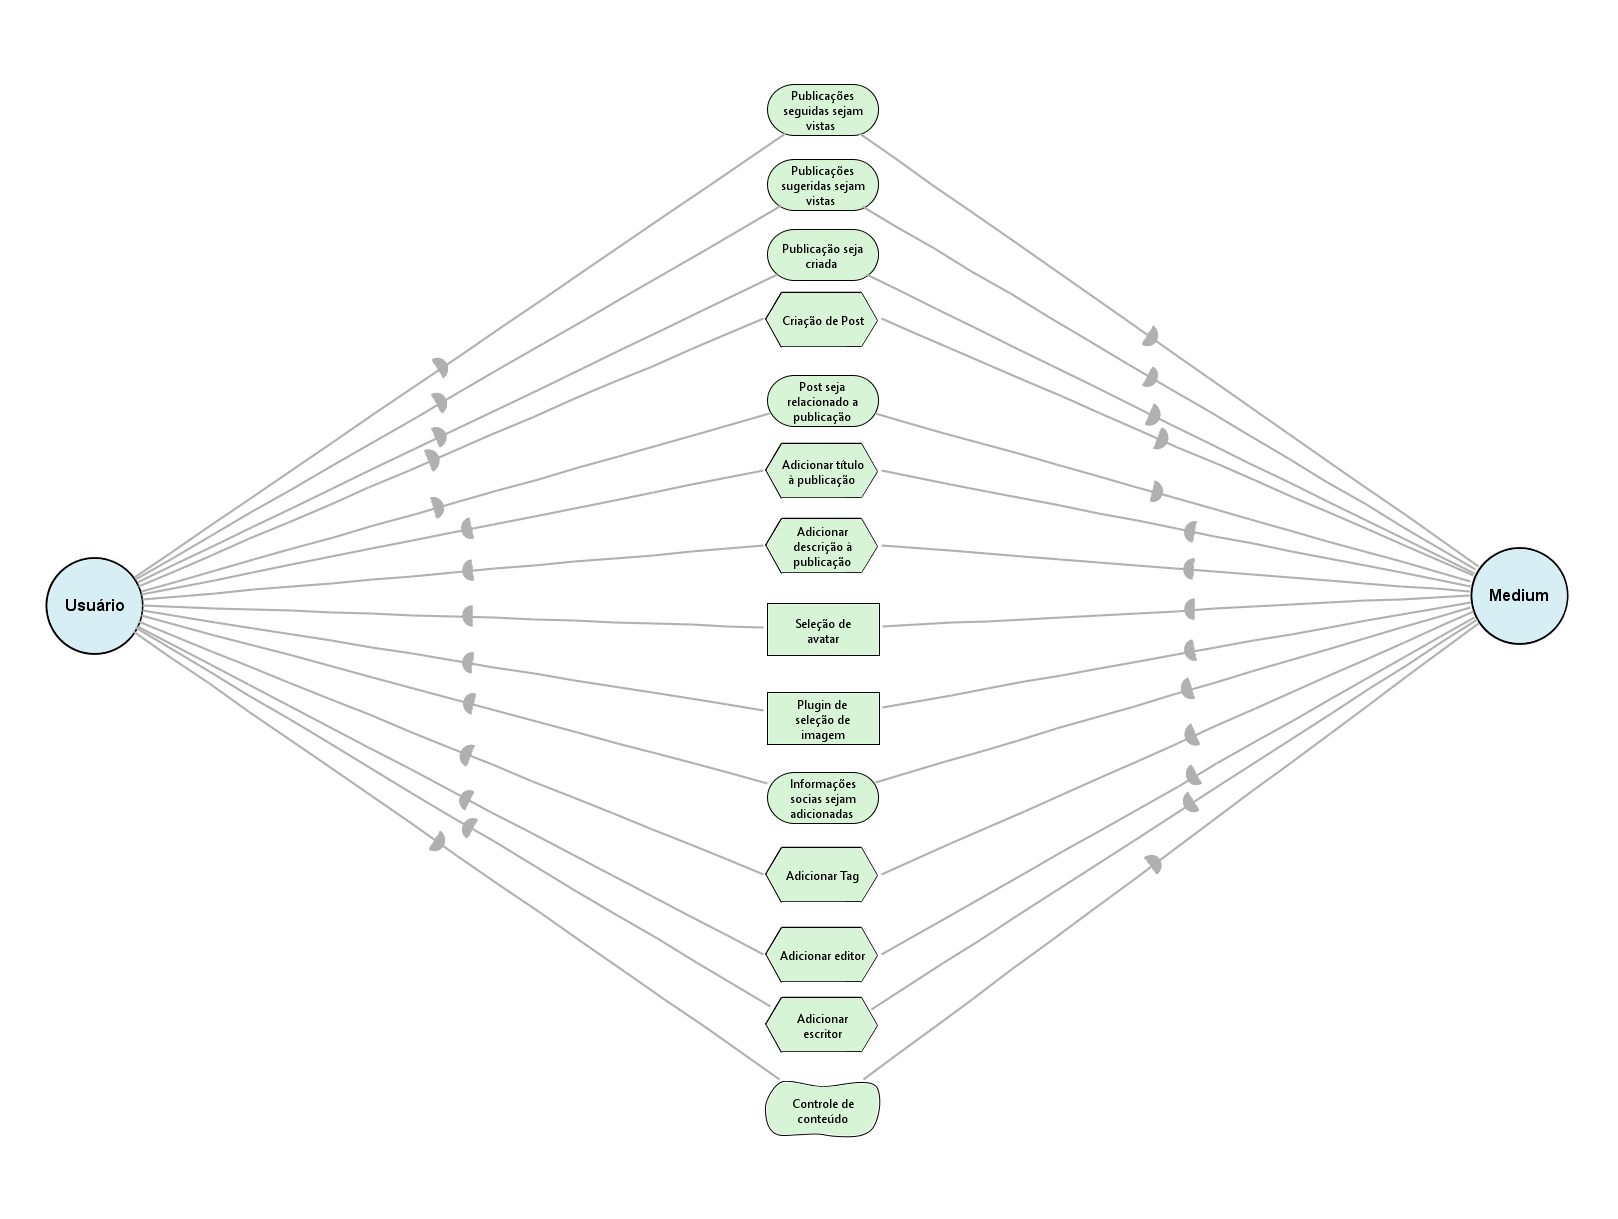 Publicações
seguidas sejam
vistas
Publicações
sugeridas sejam
vistas
Publicação seja
criada
Criação de Post
Post seja
relacionado a
publicação
Adicionar título
à publicação
Adicionar
descrição à
publicação
Usuário
Medium
Seleção de
avatar
Plugin de
seleção de
imagem
Informações
socias sejam
adicionadas
Adicionar Tag
Adicionar editor
Adicionar
escritor
Controle de
conteúdo